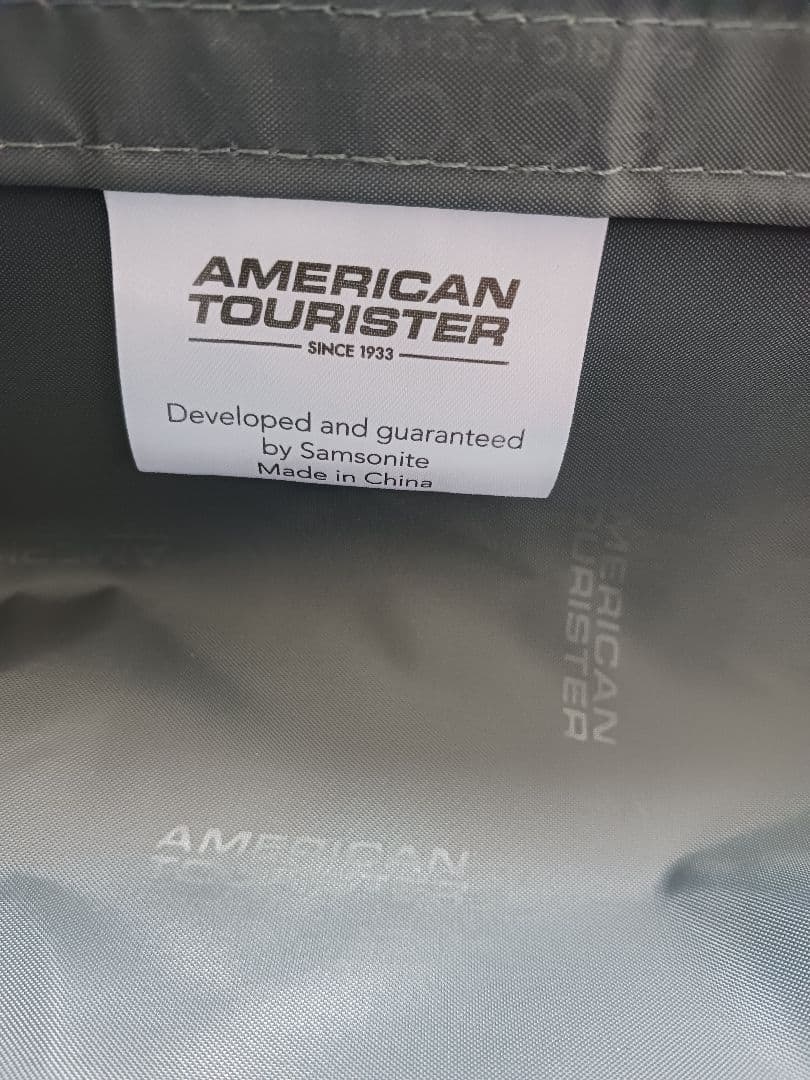 AMERICAN
TOURISTER
SINCE 1933
Developed and guaranteed
by Samsonite
Made in China
AMERICAN
TOURISTER
AMERICAN